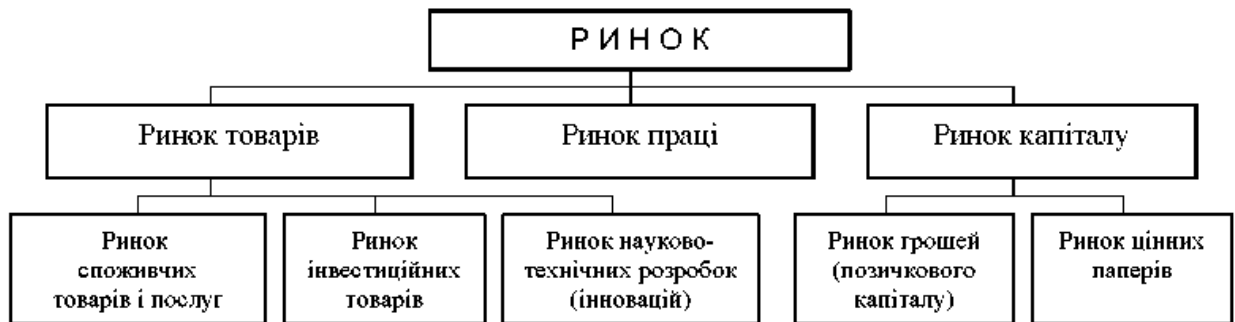 РИНОК
Ринок товарів
Ринок праці
Ринок капіталу
Ринок
споживчих
товарів і послуг
Ринок
інвестиційних
товарів
Ринок науково-
технічних розробок
(інновацій)
Ринок грошей
(позичкового
капіталу)
Ринок цінних
паперів